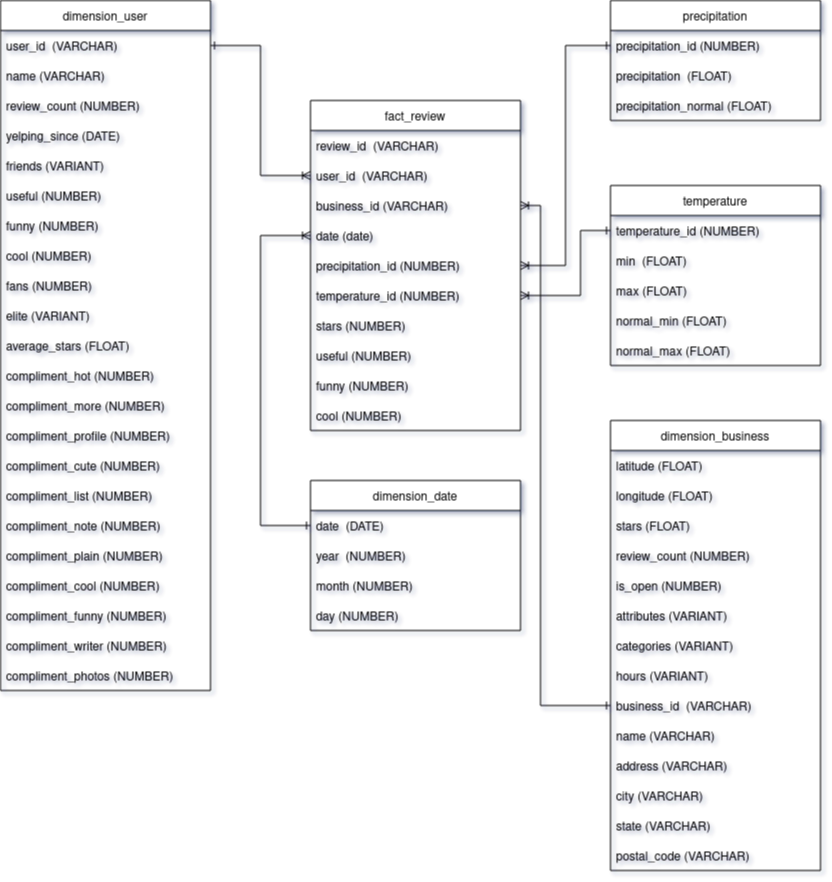 dimension_user
user_id (VARCHAR)
name (VARCHAR)
review_count (NUMBER)
yelping_since (DATE)
friends (VARIANT)
useful (NUMBER)
funny (NUMBER)
cool (NUMBER)
fans (NUMBER)
elite (VARIANT)
average_stars (FLOAT)
compliment_hot (NUMBER)
compliment_more (NUMBER)
compliment_profile (NUMBER)
compliment_cute (NUMBER)
compliment_list (NUMBER)
compliment_note (NUMBER)
compliment_plain (NUMBER)
compliment_cool (NUMBER)
compliment_funny (NUMBER)
compliment_writer (NUMBER)
compliment_photos (NUMBER)
fact_review
review_id (VARCHAR)
user_id (VARCHAR)
business_id (VARCHAR)
date (date)
precipitation_id (NUMBER)
temperature_id (NUMBER)
stars (NUMBER)
useful (NUMBER)
funny (NUMBER)
cool (NUMBER)
dimension_date
date (DATE)
year (NUMBER)
month (NUMBER)
day (NUMBER)
precipitation
precipitation_id (NUMBER)
precipitation (FLOAT)
precipitation_normal (FLOAT)
temperature
temperature_id (NUMBER)
min (FLOAT)
max (FLOAT)
normal_min (FLOAT)
normal_max (FLOAT)
dimension_business
latitude (FLOAT)
longitude (FLOAT)
stars (FLOAT)
review_count (NUMBER)
is_open (NUMBER)
attributes (VARIANT)
categories (VARIANT)
hours (VARIANT)
business_id (VARCHAR)
name (VARCHAR)
address (VARCHAR)
city (VARCHAR)
state (VARCHAR)
postal_code (VARCHAR)